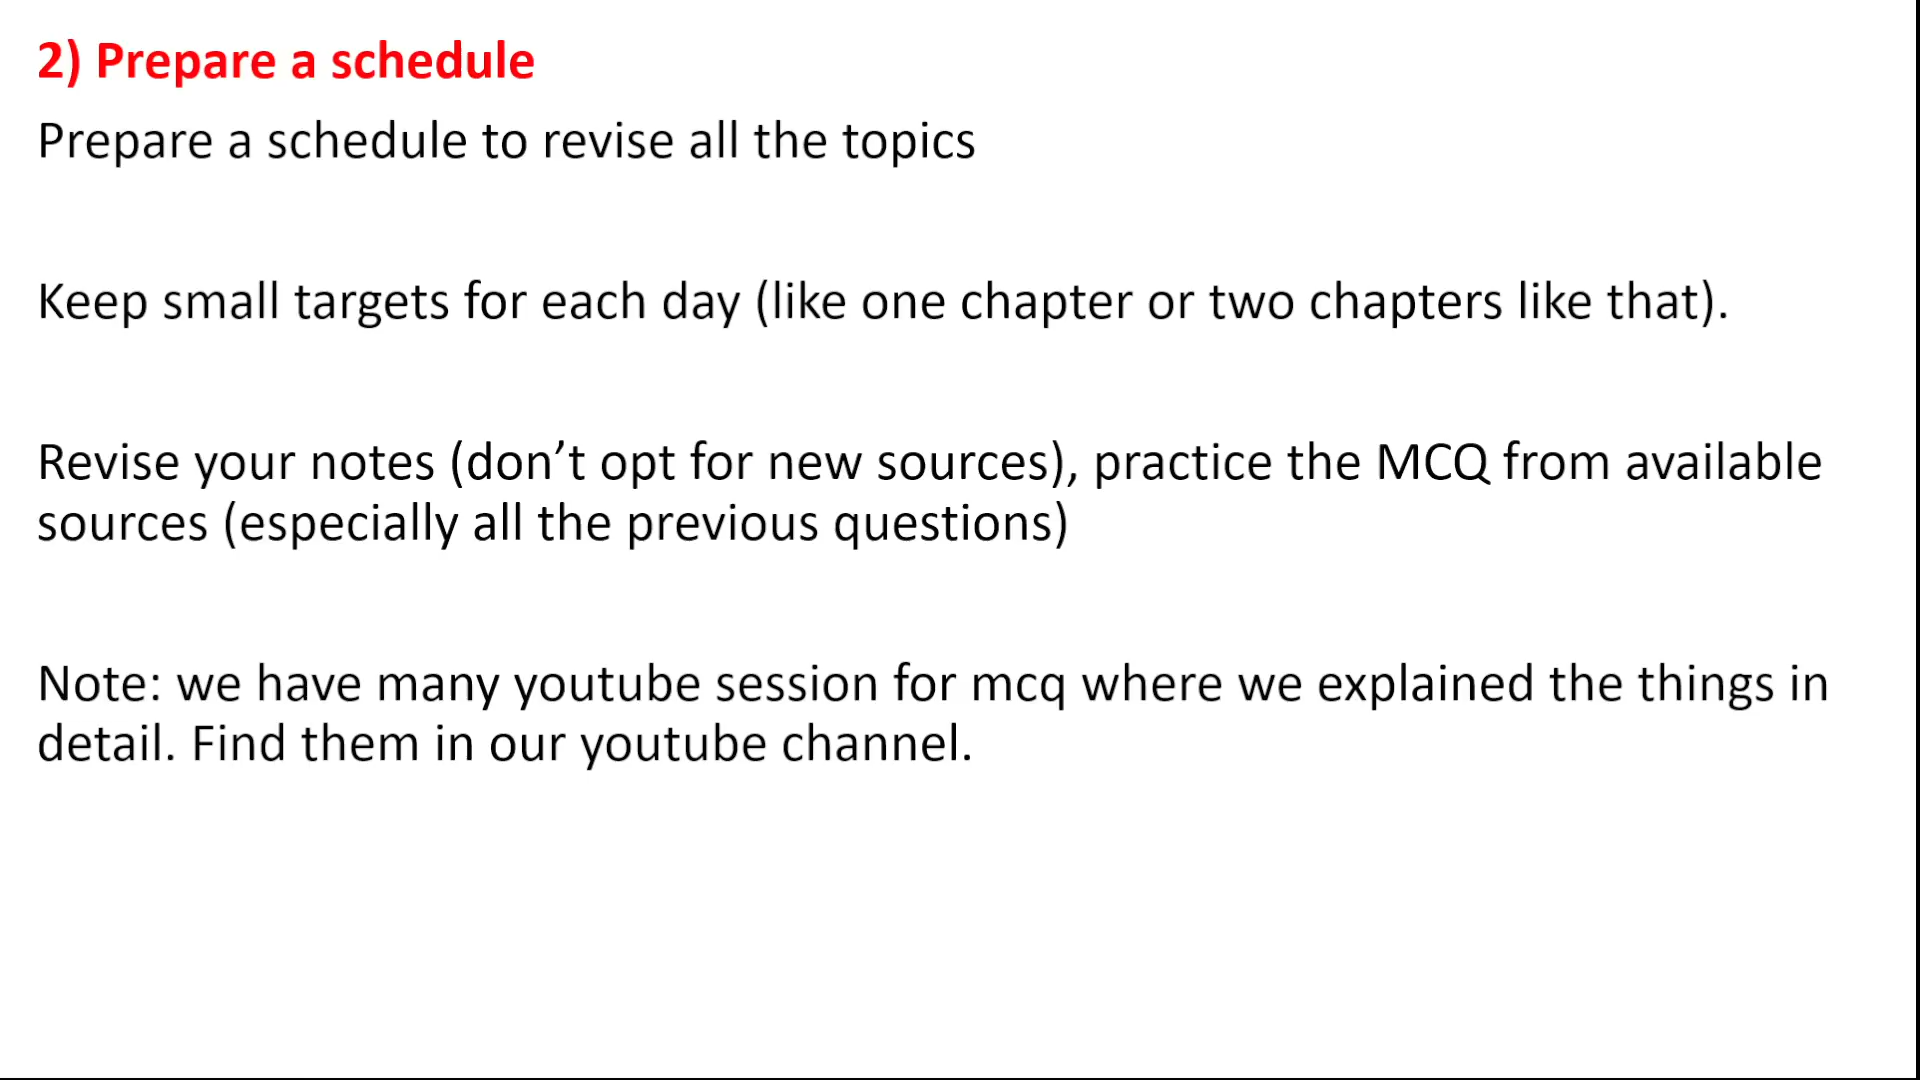 2) Prepare a schedule
Prepare a schedule to revise all the topics
Keep small targets for each day (like one chapter or two chapters like that).
Revise your notes (don’t opt for new sources), practice the MCQ from available
sources (especially all the previous questions)
Note: we have many youtube session for mcq where we explained the things in
detail. Find them in our youtube channel.